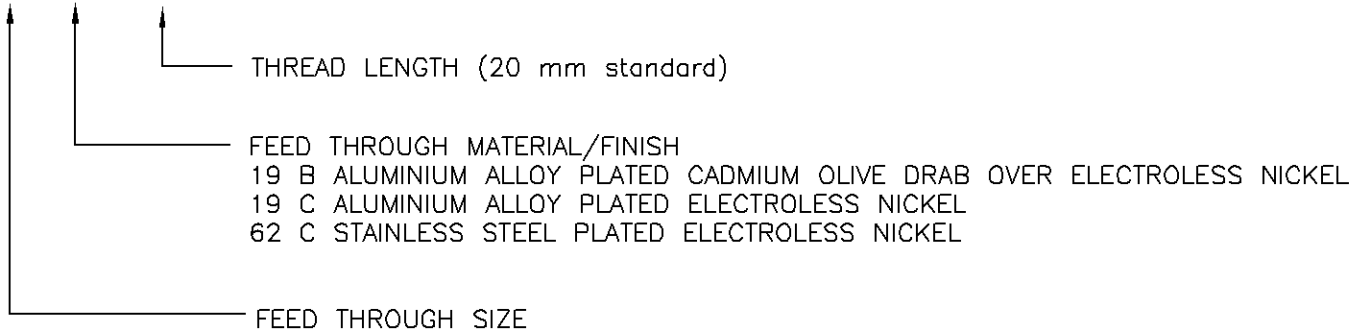 THREAD LENGTH (20 mm standard)
FEED THROUGH MATERIAL/FINISH
19 B ALUMINIUM ALLOY PLATED CADMIUM OLIVE DRAB OVER ELECTROLESS NICKEL
19 C ALUMINIUM ALLOY PLATED ELECTROLESS NICKEL
62 C STAINLESS STEEL PLATED ELECTROLESS NICKEL
FEED THROUGH SIZE